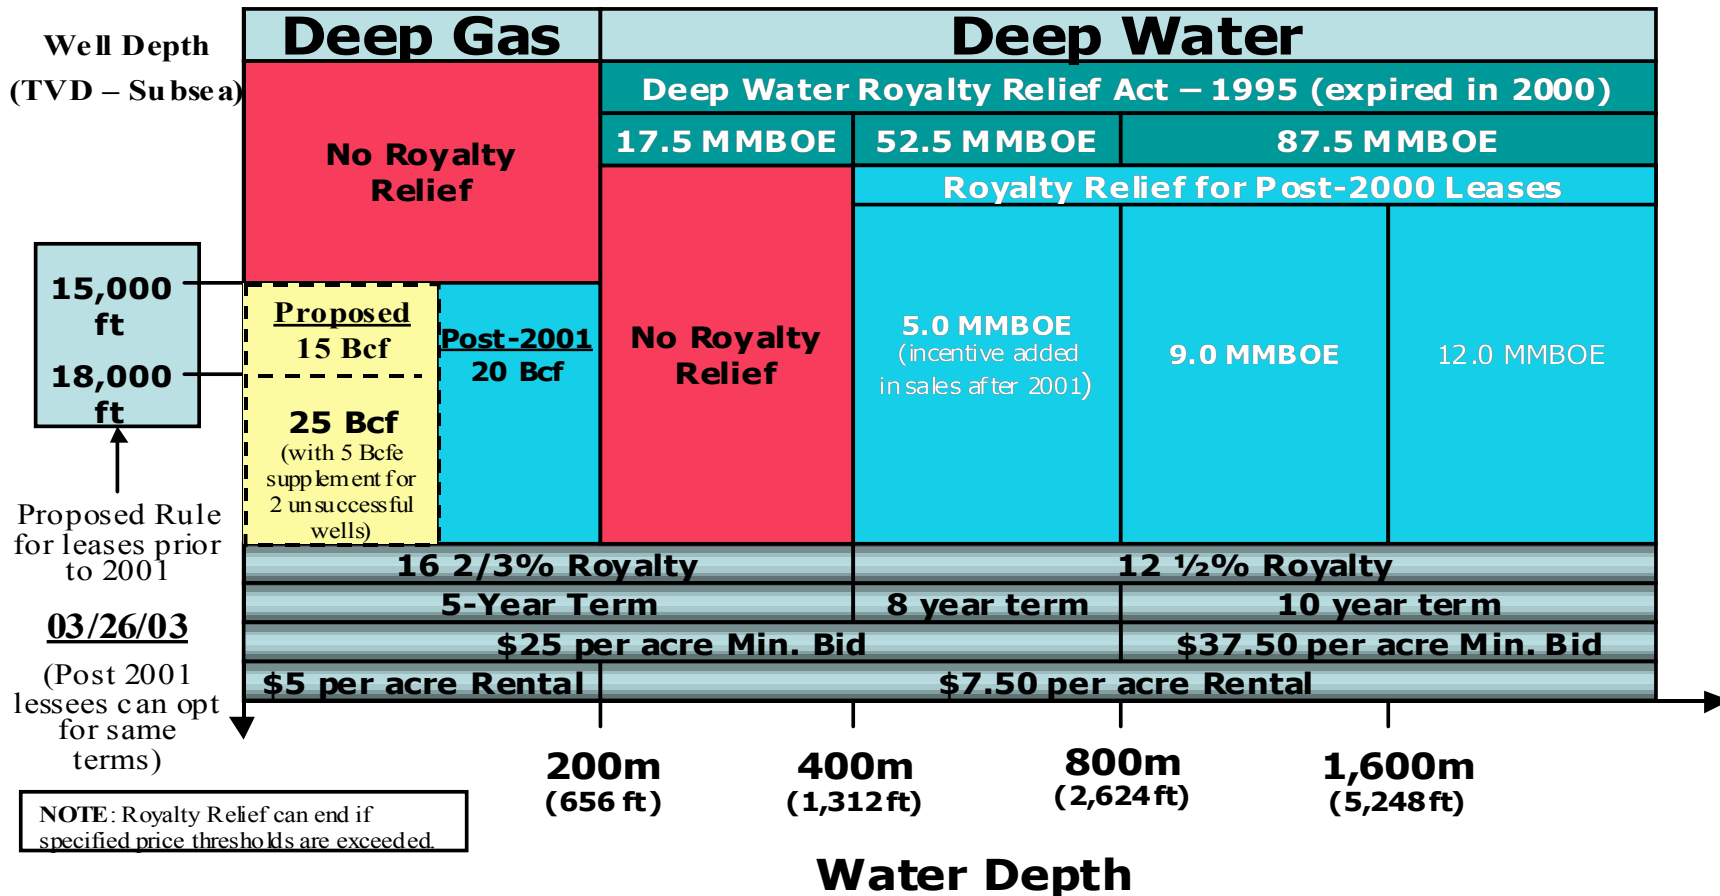 Well Depth
(TVD – Subsea)
Deep Gas
Deep Water
Deep Water Royalty Relief Act – 1995 (expired in 2000)
17.5 MMBOE
52.5 MMBOE
87.5 MMBOE
No Royalty
Relief
Royalty Relief for Post-2000 Leases
15,000
ft
18,000
ft
Proposed
15 Bcf
25 Bcf
(with 5 Bcfe
supplement for
2 unsuccessful
wells)
Post-2001
20 Bcf
No Royalty
Relief
5.0 MMBOE
(incentive added
in sales after 2001)
9.0 MMBOE
12.0 MMBOE
Proposed Rule
for leases prior
to 2001
03/26/03
(Post 2001
lessees can opt
for same
terms)
16 2/3% Royalty
12 ½% Royalty
5-Year Term
8 year term
10 year term
$25 per acre Min. Bid
$37.50 per acre Min. Bid
$5 per acre Rental
$7.50 per acre Rental
200m
(656 ft)
400m
(1,312ft)
800m
(2,624ft)
1,600m
(5,248ft)
NOTE: Royalty Relief can end if
specified price thresholds are exceeded.
Water Depth